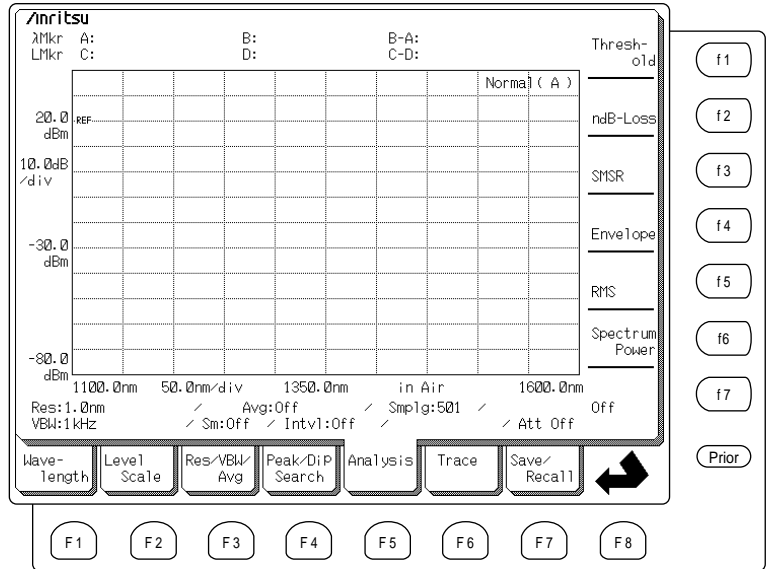 Anritsu
λMkr A: B: B-A:
LMkr C: D: C-D:
Normal( A )
20.0
dBm
REF
10.0dB
/div
-30.0
dBm
-80.0
dBm
1100.0nm 50.0nm/div 1350.0nm in Air 1600.0nm
Res:1.0nm / Avg:Off / Smplg:501 / Off
VBW:1kHz / Sm:Off / Intvl:Off / / Att Off
Thresh-
old
ndB-Loss
SMSR
Envelope
RMS
Spectrum
Power
f1
f2
f3
f4
f5
f6
f7
Prior
Wave-
length
Level
Scale
Res/VBW/
Avg
Peak/Dip
Search
Analysis
Trace
Save/
Recall
F1 F2 F3 F4 F5 F6 F7 F8